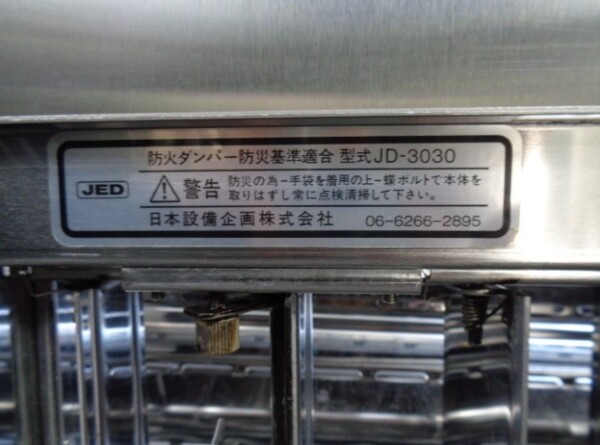 防火ダンパー防災基準適合 型式JD-3030
JED
警告 防災の為一手袋を着用の上一蝶ボルトで本体を
取りはずし常に点検清掃して下さい。
日本設備企画株式会社 06-6266-2895